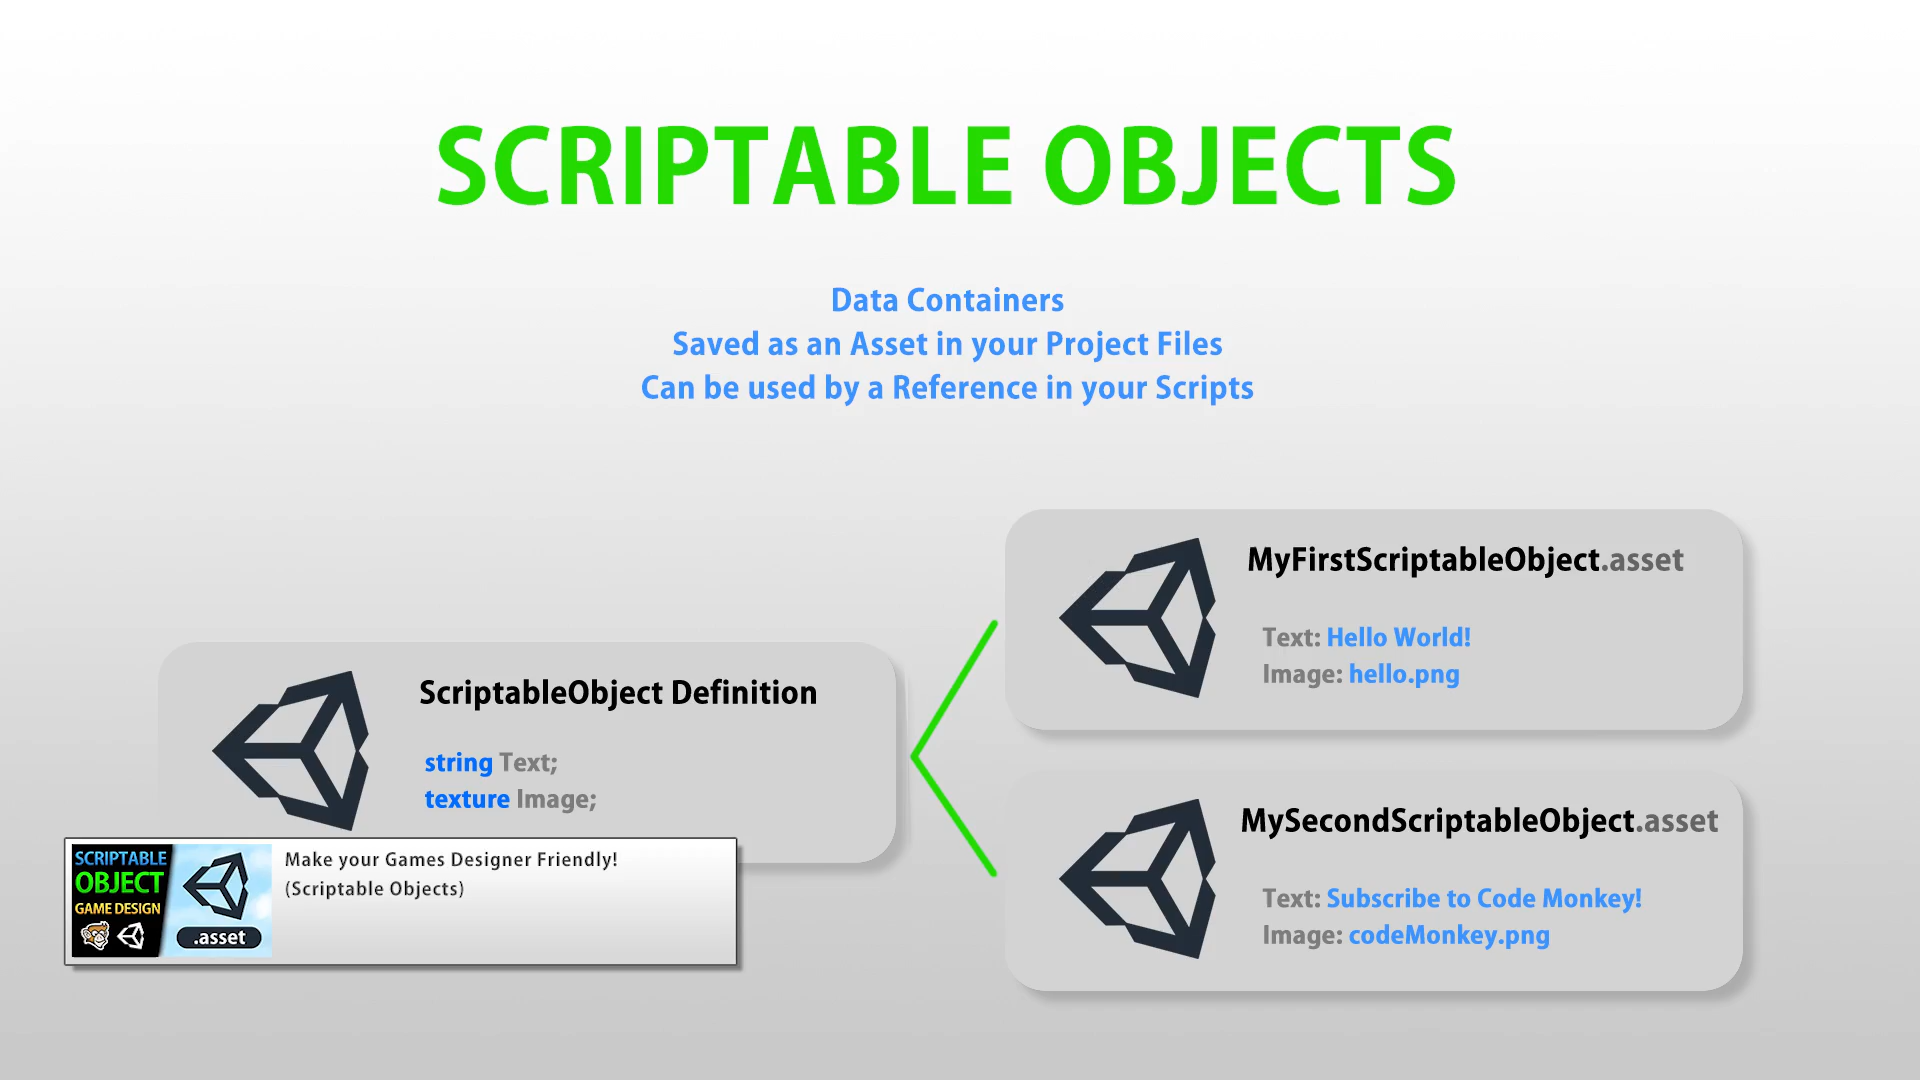 SCRIPTABLE OBJECTS
Data Containers
Saved as an Asset in your Project Files
Can be used by a Reference in your Scripts
ScriptableObject Definition
string Text;
texture Image;
MyFirstScriptableObject.asset
Text: Hello World!
Image: hello.png
MySecondScriptableObject.asset
Text: Subscribe to Code Monkey!
Image: codeMonkey.png
SCRIPTABLE
OBJECT
GAME DESIGN
.asset
Make your Games Designer Friendly!
(Scriptable Objects)